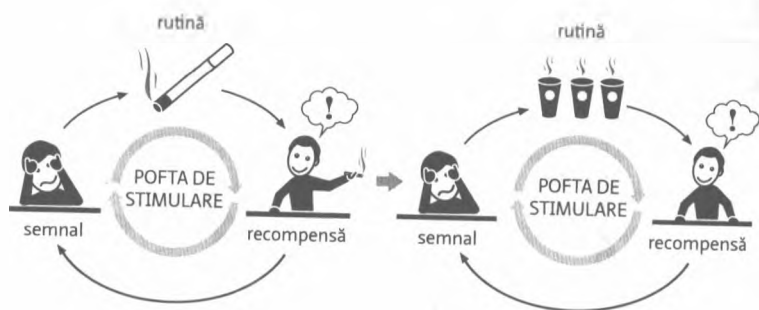 rutină
!
POFTA DE
STIMULARE
semnal
recompensă
rutină
!
POFTA DE
STIMULARE
semnal
recompensă